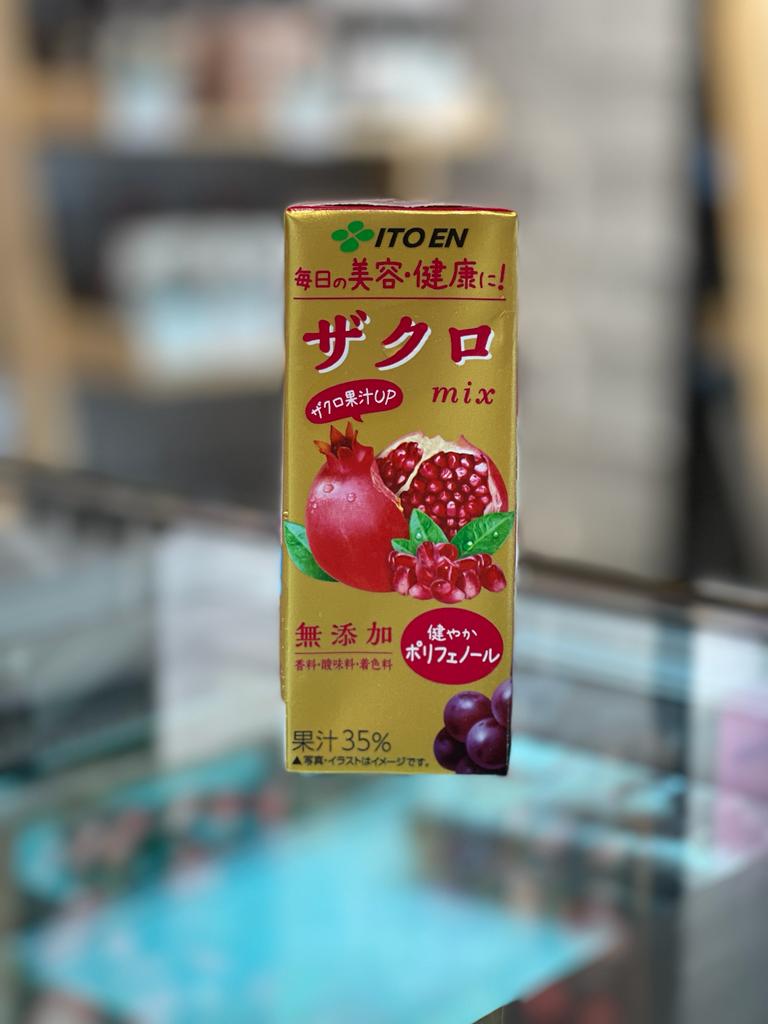 ITO EN
毎日の美容・健康に!
ザクロ
mix
ザクロ果汁UP
無添加
香料・酸味料・着色料
健やか
ポリフェノール
果汁35%
▲写真・イラストはイメージです。